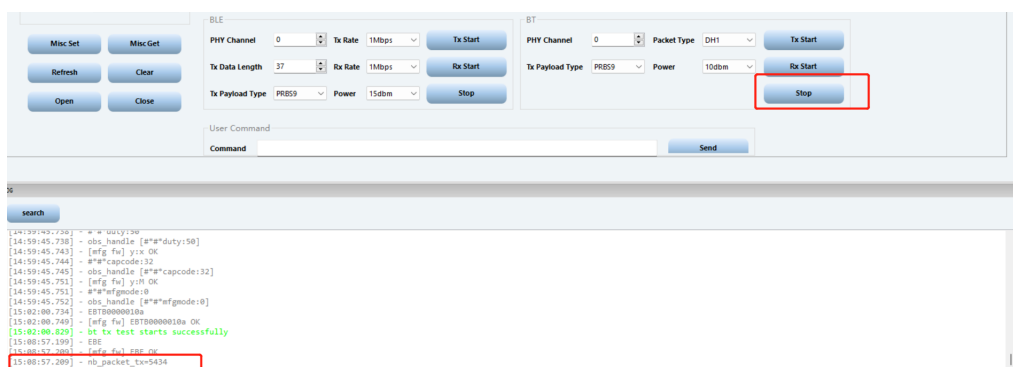 BLE
BT
Misc Set Misc Get
PHY Channel 0 Tx Rate 1Mbps Tx Start
PHY Channel 0 Packet Type DH1 Tx Start
Refresh Clear
Tx Data Length 37 Rx Rate 1Mbps Rx Start
Tx Payload Type PRBS9 Power 10dbm Rx Start
Open Close
Tx Payload Type PRBS9 Power 15dbm Stop
Stop
User Command
Command Send
search
[14:59:45.738] - #*#*duty:50
[14:59:45.738] - obs_handle [#*#*duty:50]
[14:59:45.743] - [mfg fw] y:x OK
[14:59:45.744] - #*#*capcode:32
[14:59:45.745] - obs_handle [#*#*capcode:32]
[14:59:45.751] - [mfg fw] y:M OK
[14:59:45.751] - #*#*mfgmode:0
[14:59:45.752] - obs_handle [#*#*mfgmode:0]
[15:02:00.734] - EBTB0000010a
[15:02:00.749] - [mfg fw] EBTB0000010a OK
[15:02:00.829] - bt tx test sterts successfully
[15:08:57.199] - EBE
[15:08:57.209] - [mfg fw] EBE OK
[15:08:57.209] - nb_packet_tx=5434